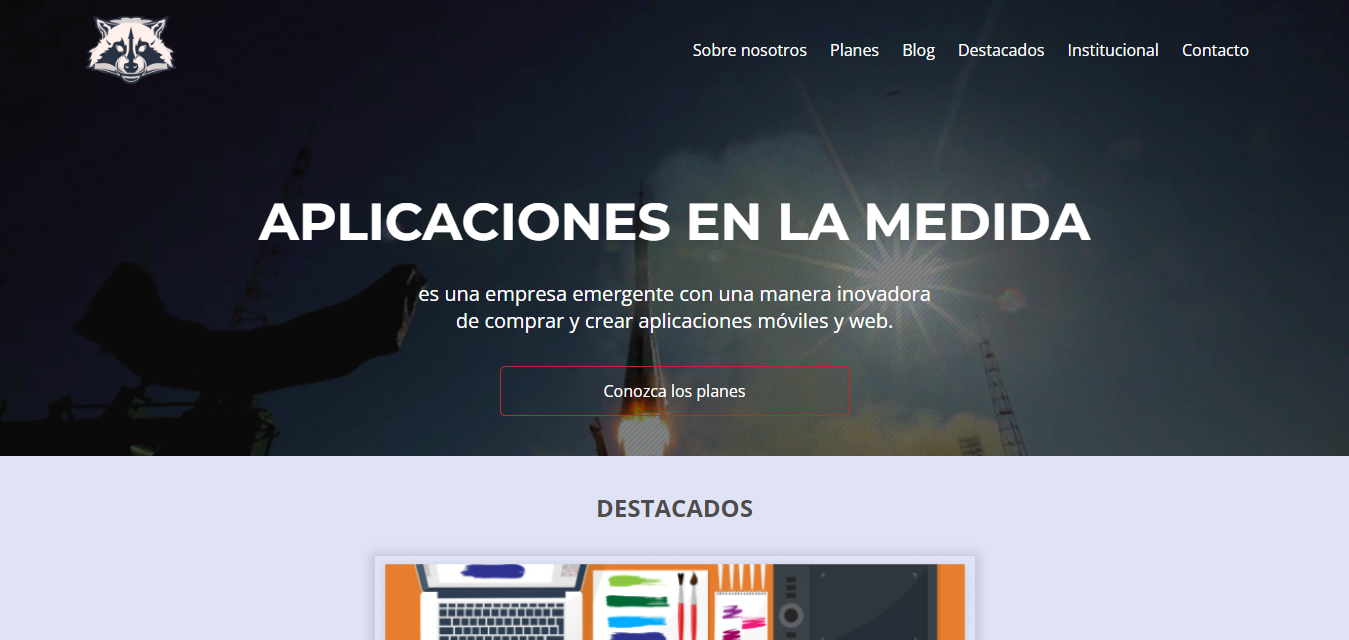 Sobre nosotros Planes Blog Destacados Institucional Contacto
APLICACIONES EN LA MEDIDA
es una empresa emergente con una manera inovadora
de comprar y crear aplicaciones móviles y web.
Conozca los planes
DESTACADOS